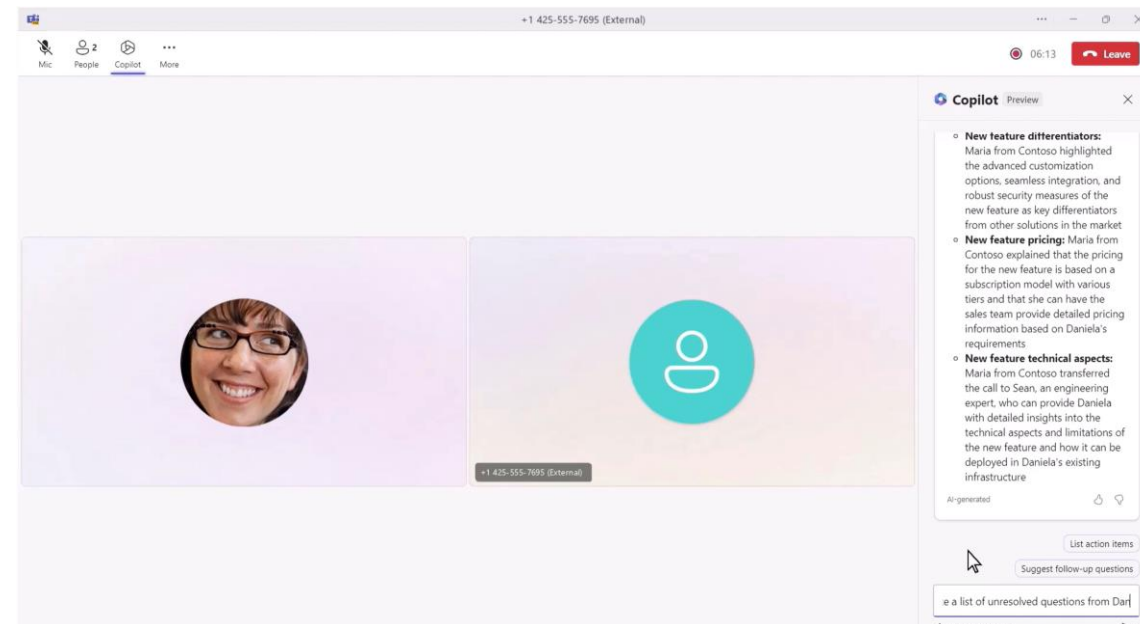 +1 425-555-7695 (External)
2
Mic People Copilot More
06:13 Leave
Copilot Preview
New feature differentiators:
Maria from Contoso highlighted
the advanced customization
options, seamless integration, and
robust security measures of the
new feature as key differentiators
from other solutions in the market
New feature pricing: Maria from
Contoso explained that the pricing
for the new feature is based on a
subscription model with various
tiers and that she can have the
sales team provide detailed pricing
information based on Daniela's
requirements
New feature technical aspects:
Maria from Contoso transferred
the call to Sean, an engineering
expert, who can provide Daniela
with detailed insights into the
technical aspects and limitations of
the new feature and how it can be
deployed in Daniela's existing
infrastructure
+1 425-555-7695 (External)
AI-generated
List action items
Suggest follow-up questions
e a list of unresolved questions from Dan